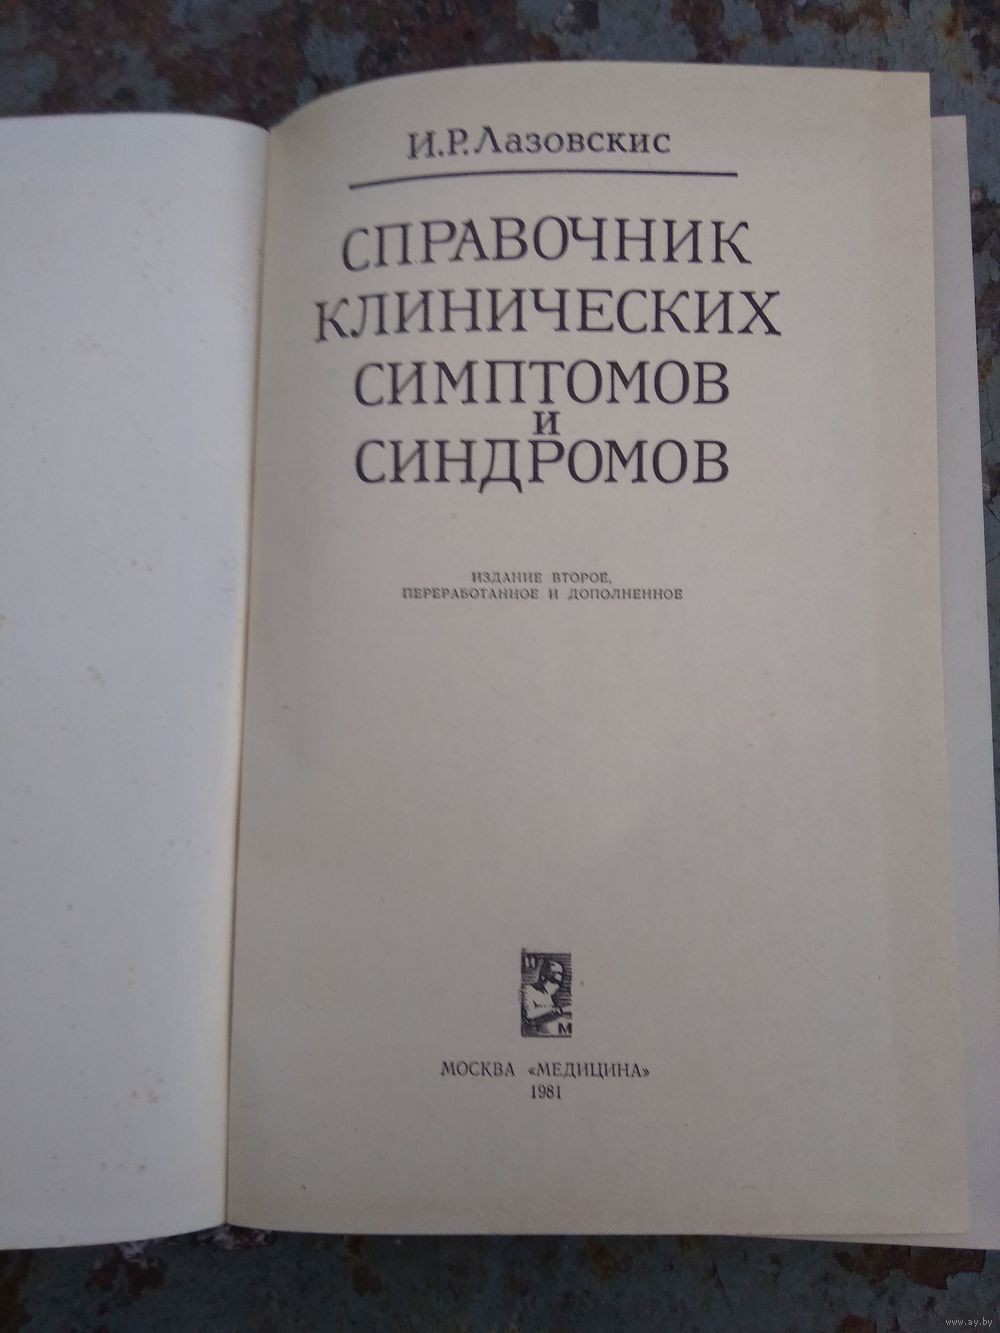 И.Р.Лазовскис
СПРАВОЧНИК
КЛИНИЧЕСКИХ
СИМПТОМОВ
И
СИНДРОМОВ
ИЗДАНИЕ ВТОРОЕ,
ПЕРЕРАБОТАННОЕ И ДОПОЛНЕННОЕ
И
М
МОСКВА «МЕДИЦИНА»
1981
www.ay.by